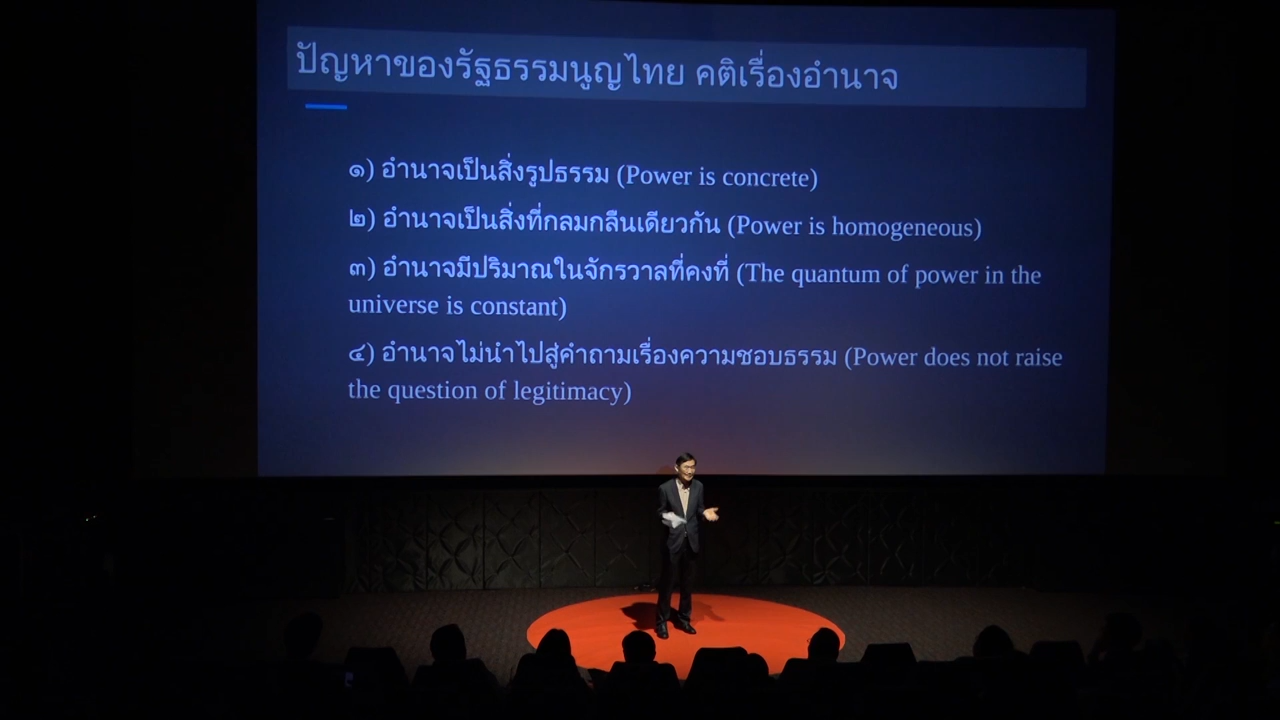 ปัญหาของรัฐธรรมนูญไทย คติเรื่องอำนาจ
๑) อำนาจเป็นสิ่งรูปธรรม (Power is concrete)
๒) อำนาจเป็นสิ่งที่กลมกลืนเดียวกัน (Power is homogeneous)
๓) อำนาจมีปริมาณในจักรวาลที่คงที่ (The quantum of power in the
universe is constant)
๔) อำนาจไม่นำไปสู่คำถามเรื่องความชอบธรรม (Power does not raise
the question of legitimacy)